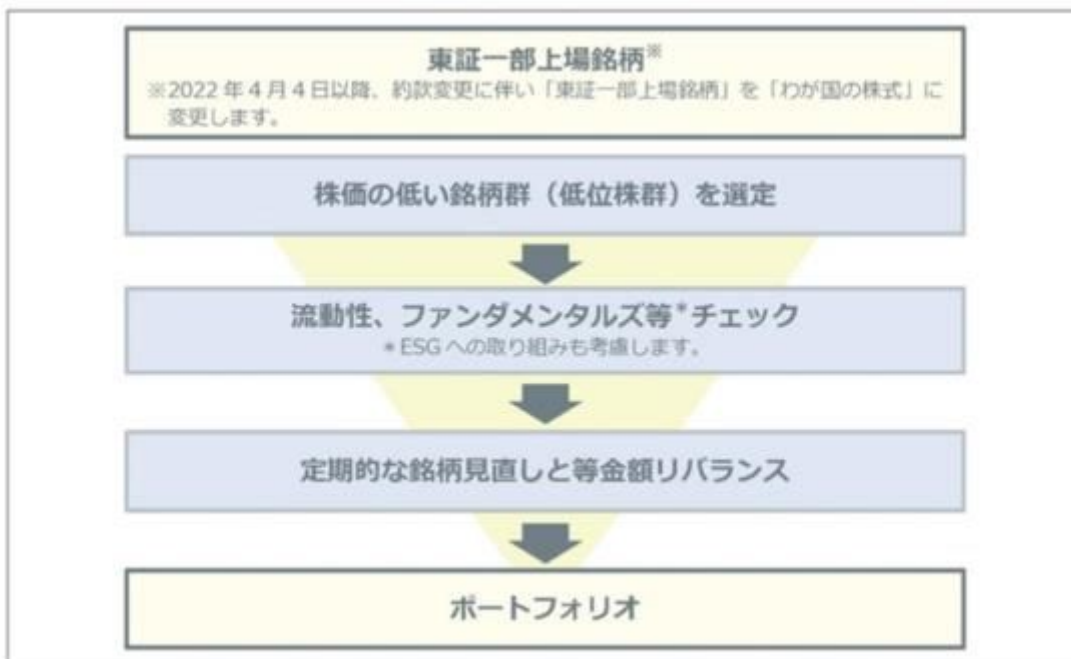 東証一部上場銘柄※
※2022年4月4日以降、約款変更に伴い「東証一部上場銘柄」を「わが国の株式」に
変更します。
株価の低い銘柄群（低位株群）を選定
流動性、ファンダメンタルズ等*チェック
*ESGへの取り組みも考慮します。
定期的な銘柄見直しと等金額リバランス
ポートフォリオ